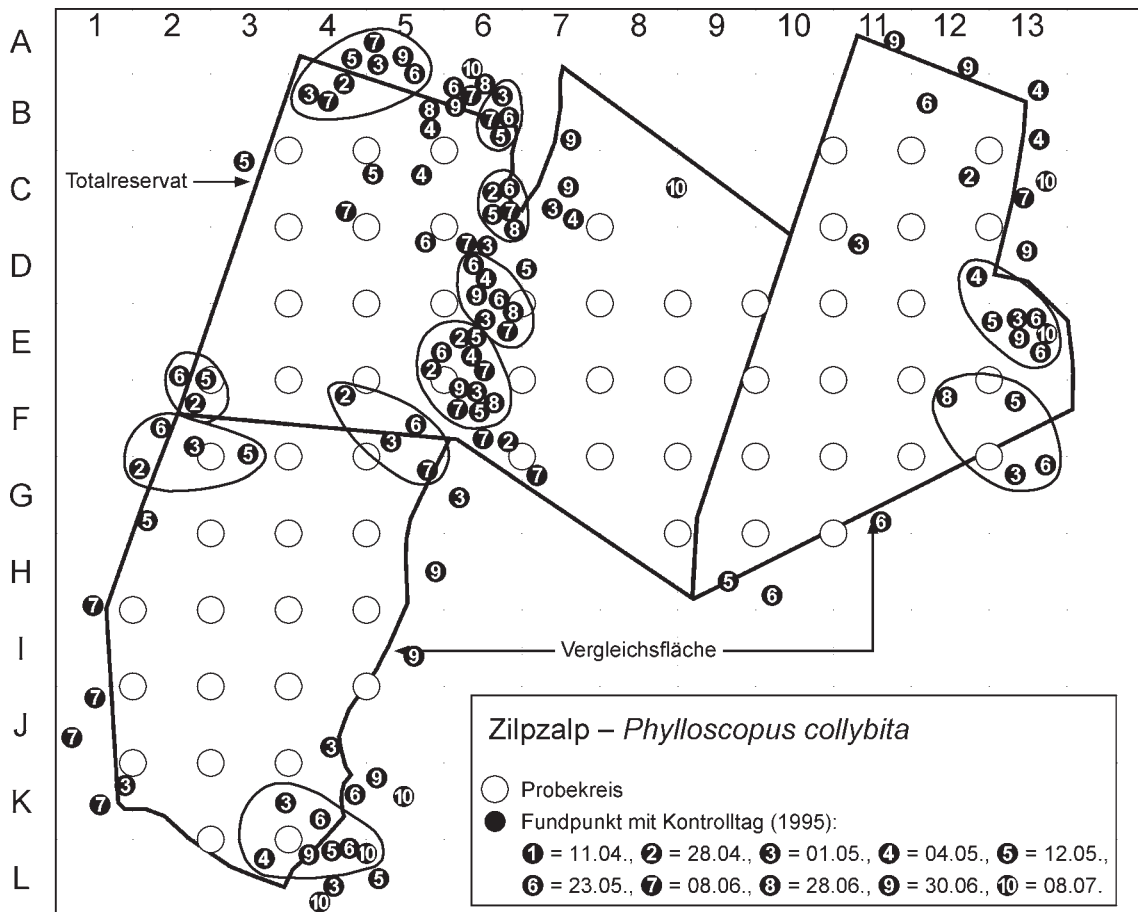 1 2 3 4 5 6 7 8 9 10 11 12 13
A
B
C
D
E
F
G
H
I
J
K
L
Totalreservat
Vergleichsfläche
Zilpzalp – Phylloscopus collybita
Probekreis
Fundpunkt mit Kontrolltag (1995):
1 = 11.04., 2 = 28.04., 3 = 01.05., 4 = 04.05., 5 = 12.05.,
6 = 23.05., 7 = 08.06., 8 = 28.06., 9 = 30.06., 10 = 08.07.